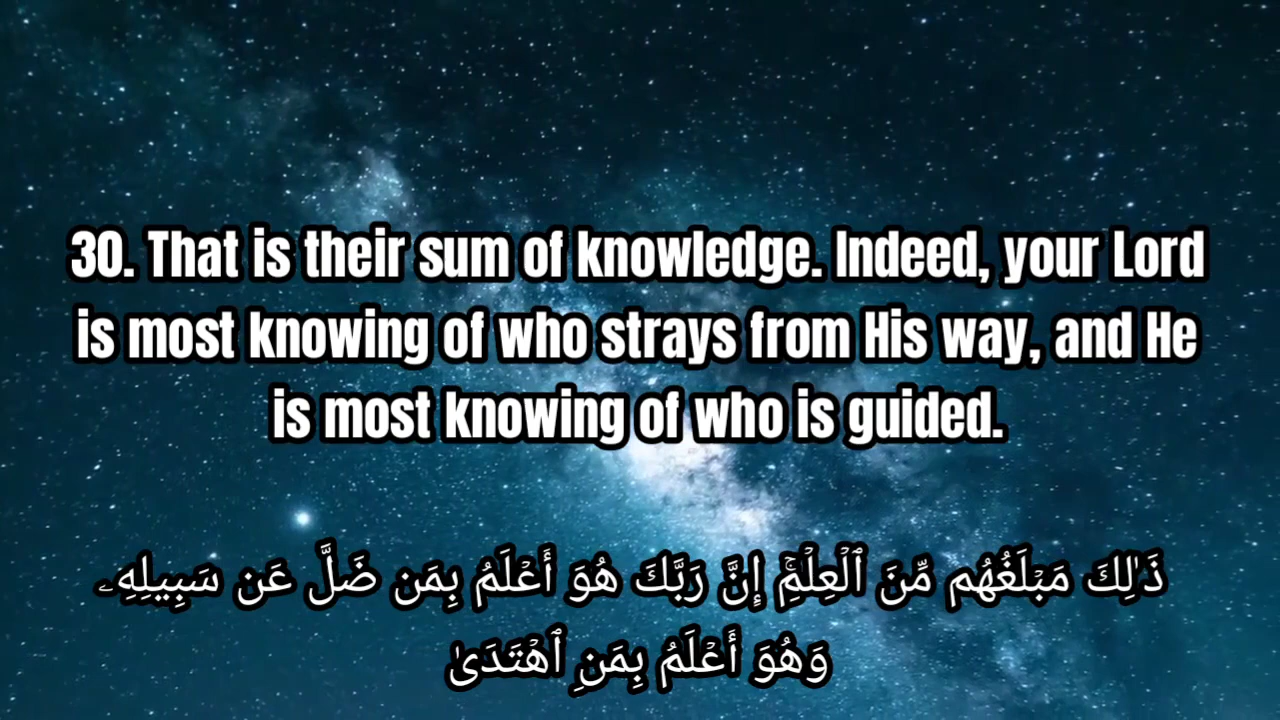 30. That is their sum of knowledge. Indeed, your Lord
is most knowing of who strays from His way, and He
is most knowing of who is guided.
ذَٰلِكَ مَبْلَغُهُم مِّنَ ٱلْعِلْمِۚ إِنَّ رَبَّكَ هُوَ أَعْلَمُ بِمَن ضَلَّ عَن سَبِيلِهِۦ
وَهُوَ أَعْلَمُ بِمَنِ ٱهْتَدَىٰ